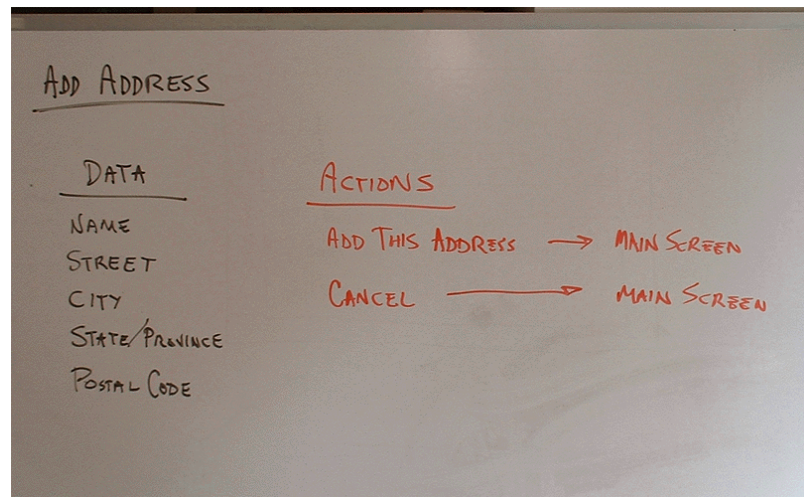 ADD ADDRESS
DATA
NAME
STREET
CITY
STATE/PROVINCE
POSTAL CODE
ACTIONS
ADD THIS ADDRESS → MAIN SCREEN
CANCEL → MAIN SCREEN